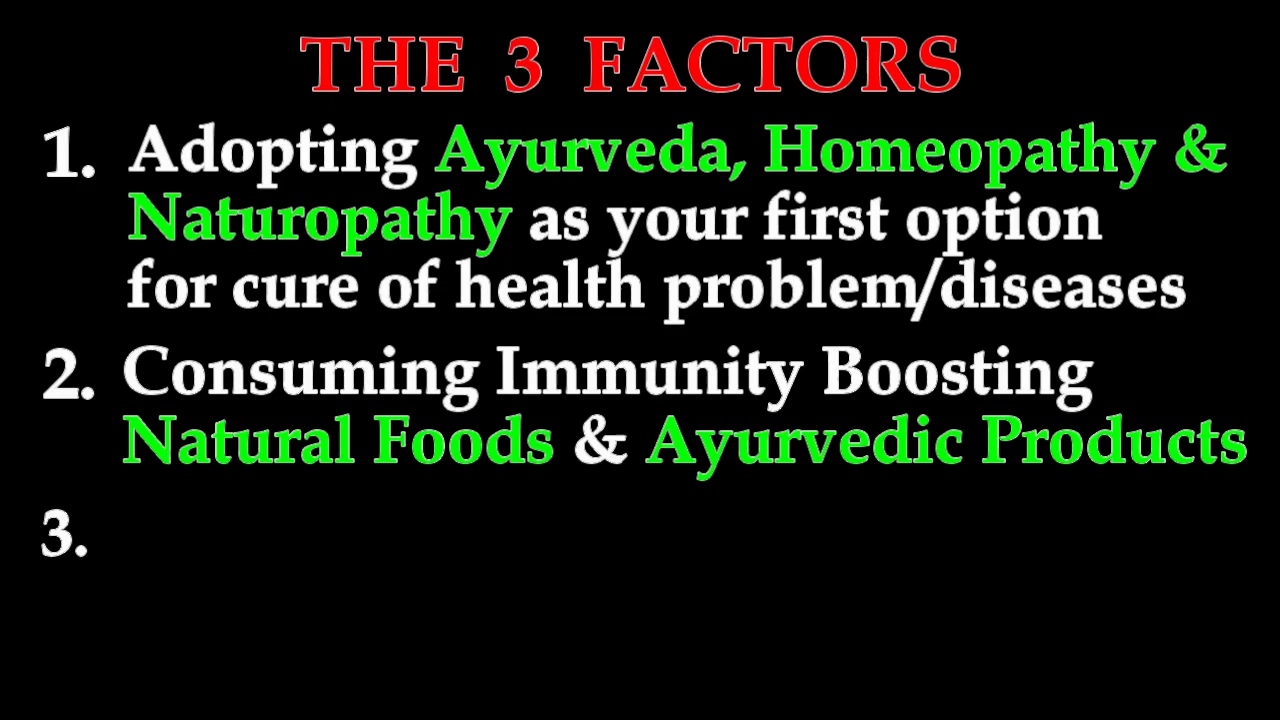 THE 3 FACTORS
1. Adopting Ayurveda, Homeopathy &
Naturopathy as your first option
for cure of health problem/diseases
2. Consuming Immunity Boosting
Natural Foods & Ayurvedic Products
3.